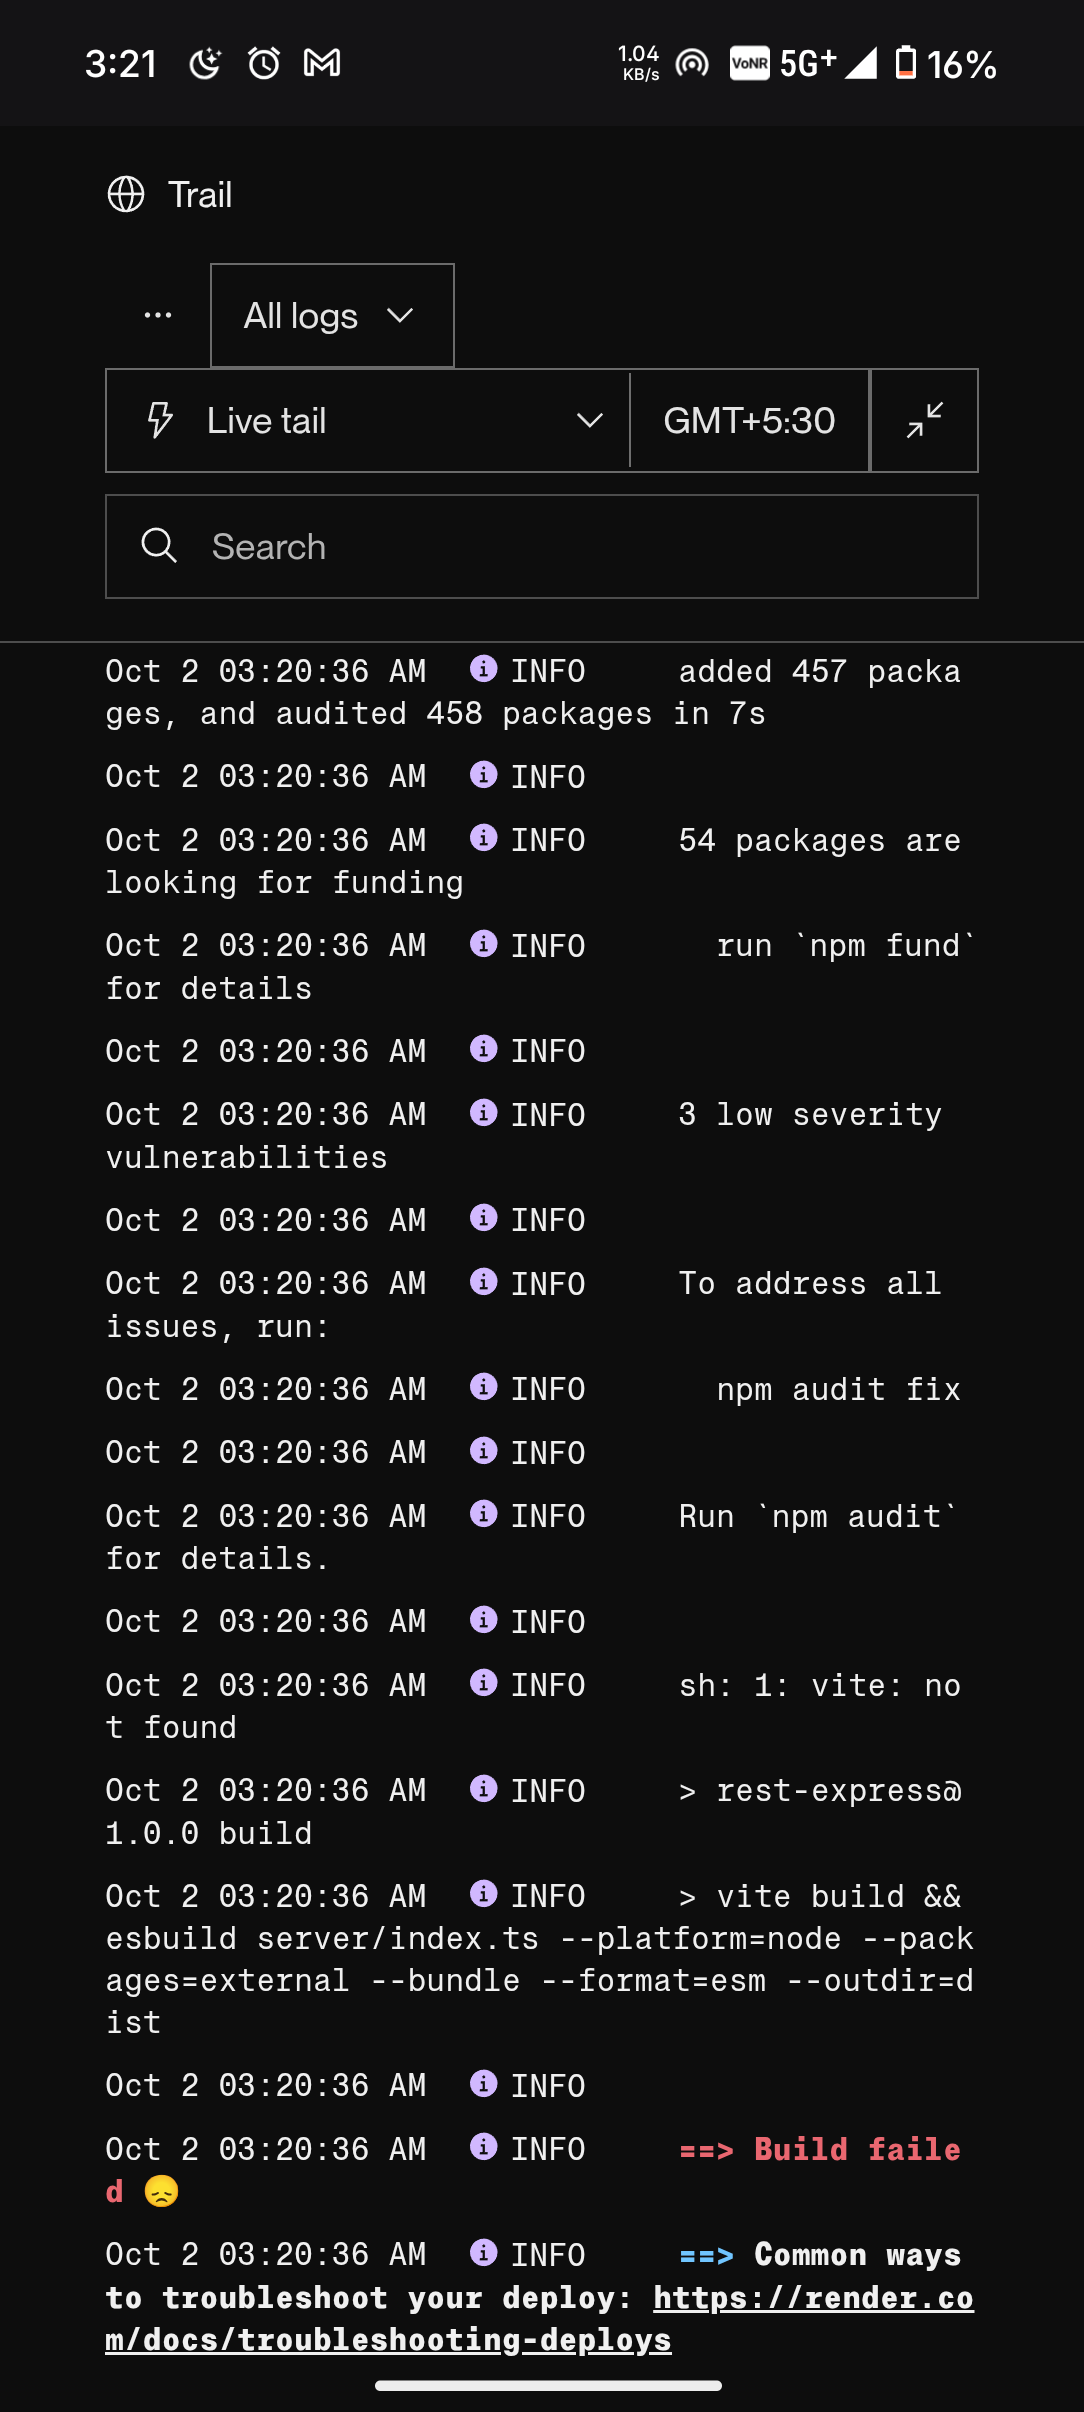 3:21 1.04 KB/s VoNR 5G+ 16%
Trail
... All logs
Live tail GMT+5:30
Search
Oct 2 03:20:36 AM INFO added 457 packa
ges, and audited 458 packages in 7s
Oct 2 03:20:36 AM INFO
Oct 2 03:20:36 AM INFO 54 packages are
looking for funding
Oct 2 03:20:36 AM INFO run `npm fund`
for details
Oct 2 03:20:36 AM INFO
Oct 2 03:20:36 AM INFO 3 low severity
vulnerabilities
Oct 2 03:20:36 AM INFO
Oct 2 03:20:36 AM INFO To address all
issues, run:
Oct 2 03:20:36 AM INFO npm audit fix
Oct 2 03:20:36 AM INFO
Oct 2 03:20:36 AM INFO Run `npm audit`
for details.
Oct 2 03:20:36 AM INFO
Oct 2 03:20:36 AM INFO sh: 1: vite: no
t found
Oct 2 03:20:36 AM INFO > rest-express@
1.0.0 build
Oct 2 03:20:36 AM INFO > vite build &&
esbuild server/index.ts --platform=node --pack
ages=external --bundle --format=esm --outdir=d
ist
Oct 2 03:20:36 AM INFO
Oct 2 03:20:36 AM INFO ==> Build faile
d 😞
Oct 2 03:20:36 AM INFO ==> Common ways
to troubleshoot your deploy: https://render.co
m/docs/troubleshooting-deploys